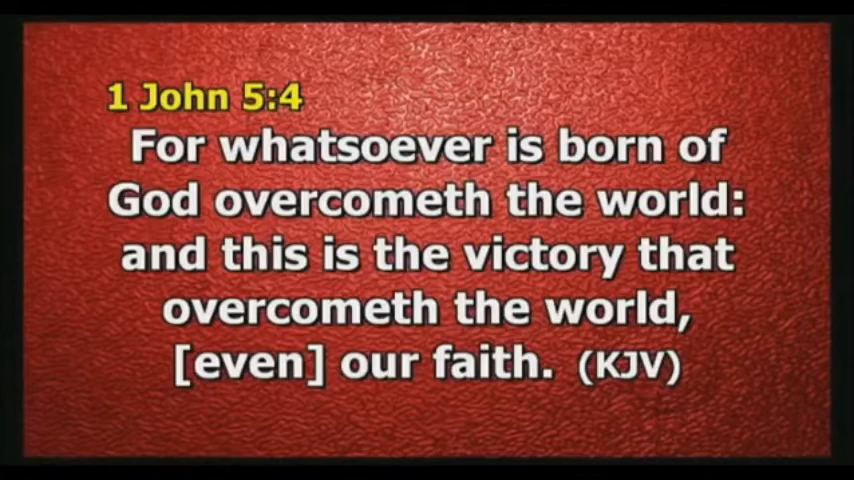 1 John 5:4
For whatsoever is born of
God overcometh the world:
and this is the victory that
overcometh the world,
[even] our faith. (KJV)